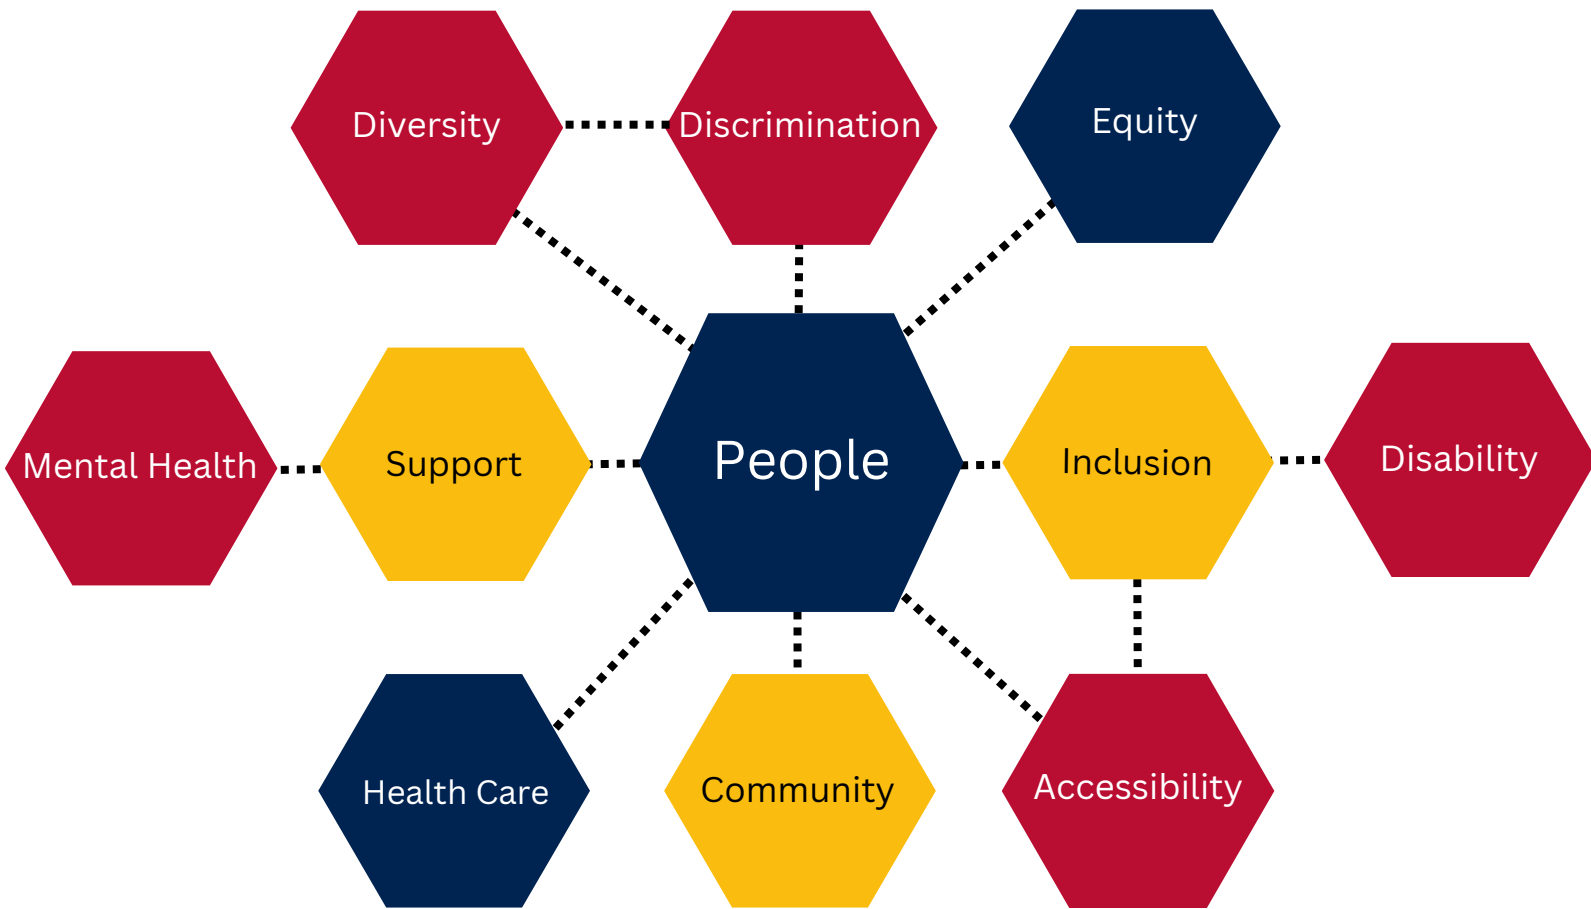 Diversity
Discrimination
Equity
Mental Health
Support
People
Inclusion
Disability
Health Care
Community
Accessibility